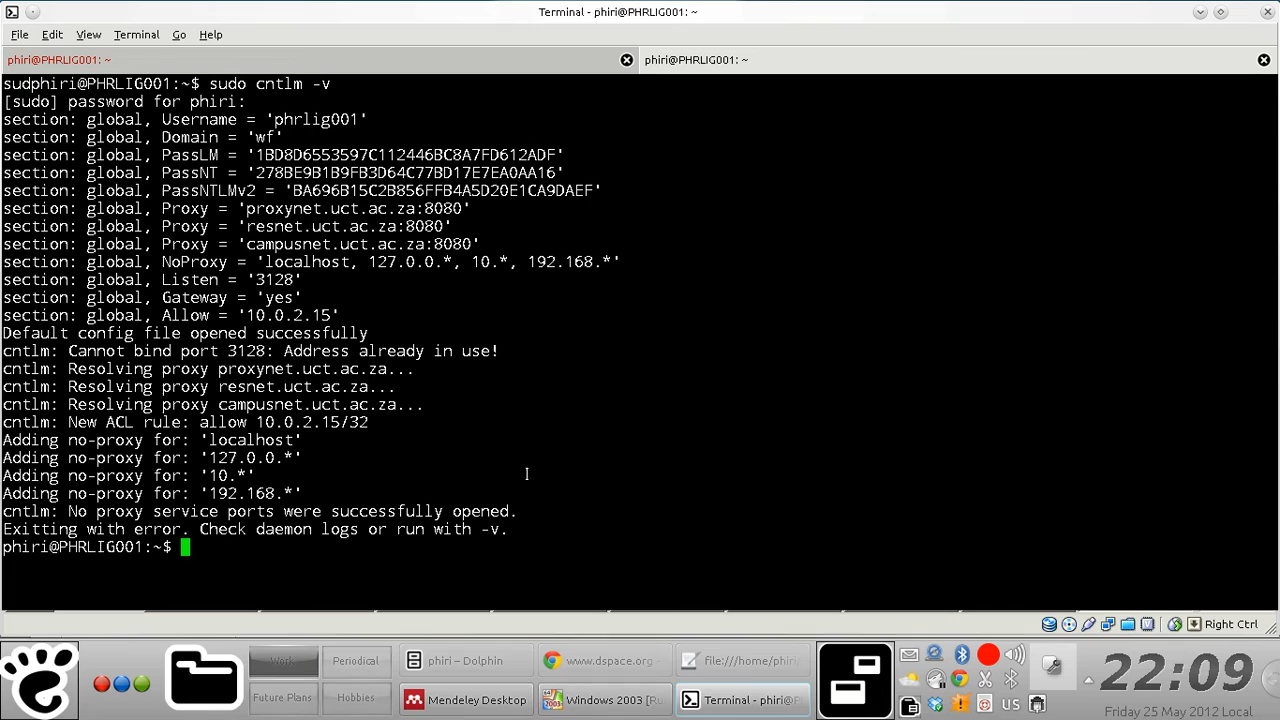 Terminal - phiri@PHRLIG001: ~
File Edit View Terminal Go Help
phiri@PHRLIG001: ~
phiri@PHRLIG001: ~
sudphiri@PHRLIG001:~$ sudo cntlm -v
[sudo] password for phiri:
section: global, Username = 'phrlig001'
section: global, Domain = 'wf'
section: global, PassLM = '1BD8D6553597C112446BC8A7FD612ADF'
section: global, PassNT = '278BE9B1B9FB3D64C77BD17E7EA0AA16'
section: global, PassNTLMv2 = 'BA696B15C2B856FFB4A5D20E1CA9DAEF'
section: global, Proxy = 'proxynet.uct.ac.za:8080'
section: global, Proxy = 'resnet.uct.ac.za:8080'
section: global, Proxy = 'campusnet.uct.ac.za:8080'
section: global, NoProxy = 'localhost, 127.0.0.*, 10.*, 192.168.*'
section: global, Listen = '3128'
section: global, Gateway = 'yes'
section: global, Allow = '10.0.2.15'
Default config file opened successfully
cntlm: Cannot bind port 3128: Address already in use!
cntlm: Resolving proxy proxynet.uct.ac.za...
cntlm: Resolving proxy resnet.uct.ac.za...
cntlm: Resolving proxy campusnet.uct.ac.za...
cntlm: New ACL rule: allow 10.0.2.15/32
Adding no-proxy for: 'localhost'
Adding no-proxy for: '127.0.0.*'
Adding no-proxy for: '10.*'
Adding no-proxy for: '192.168.*'
cntlm: No proxy service ports were successfully opened.
Exitting with error. Check daemon logs or run with -v.
phiri@PHRLIG001:~$
Right Ctrl
Work Periodical
Future Plans Hobbies
phiri – Dolphin
www.dspace.org -
file:///home/phiri/
Mendeley Desktop
Windows 2003 [Ru
Terminal - phiri@P
US
22:09
Friday 25 May 2012 Local